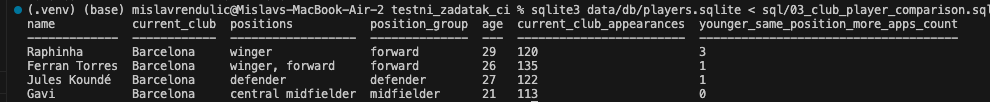 (.venv) (base) mislavrendulic@Mislavs-MacBook-Air-2 testni_zadatak_ci % sqlite3 data/db/players.sqlite < sql/03_club_player_comparison.sql
name current_club positions position_group age current_club_appearances younger_same_position_more_apps_count
Raphinha Barcelona winger forward 29 120 3
Ferran Torres Barcelona winger, forward forward 26 135 1
Jules Koundé Barcelona defender defender 27 122 1
Gavi Barcelona central midfielder midfielder 21 113 0